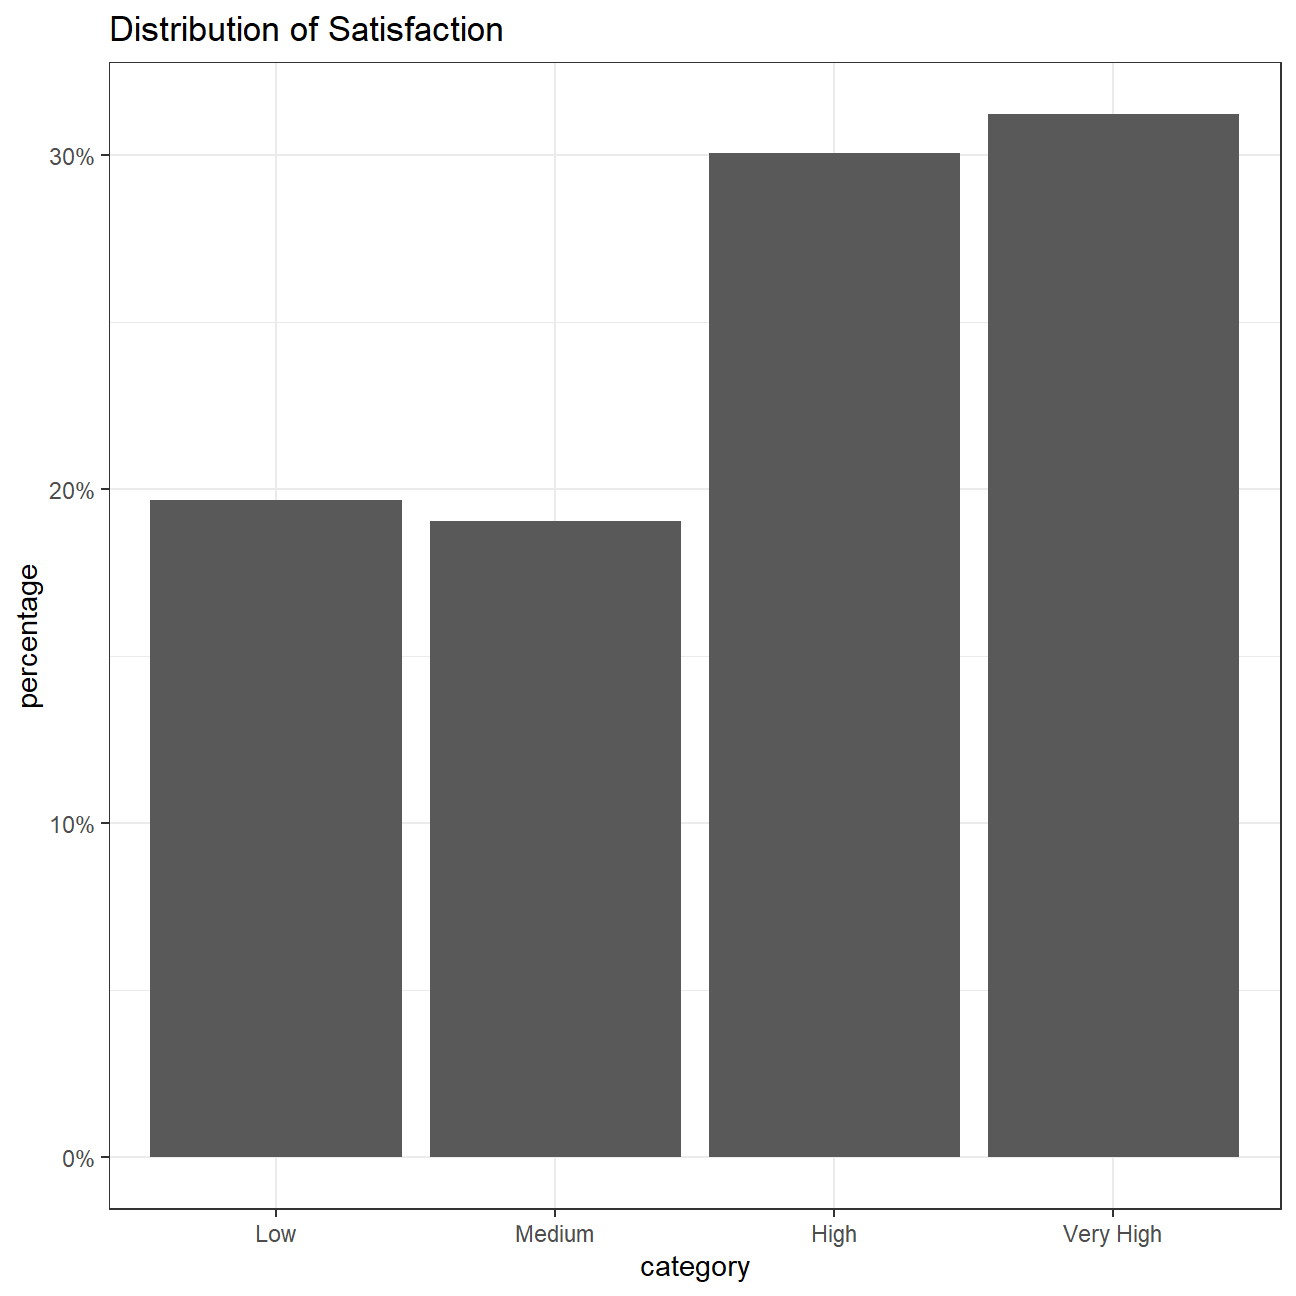 Distribution of Satisfaction
30%
20%
10%
0%
percentage
Low Medium High Very High
category